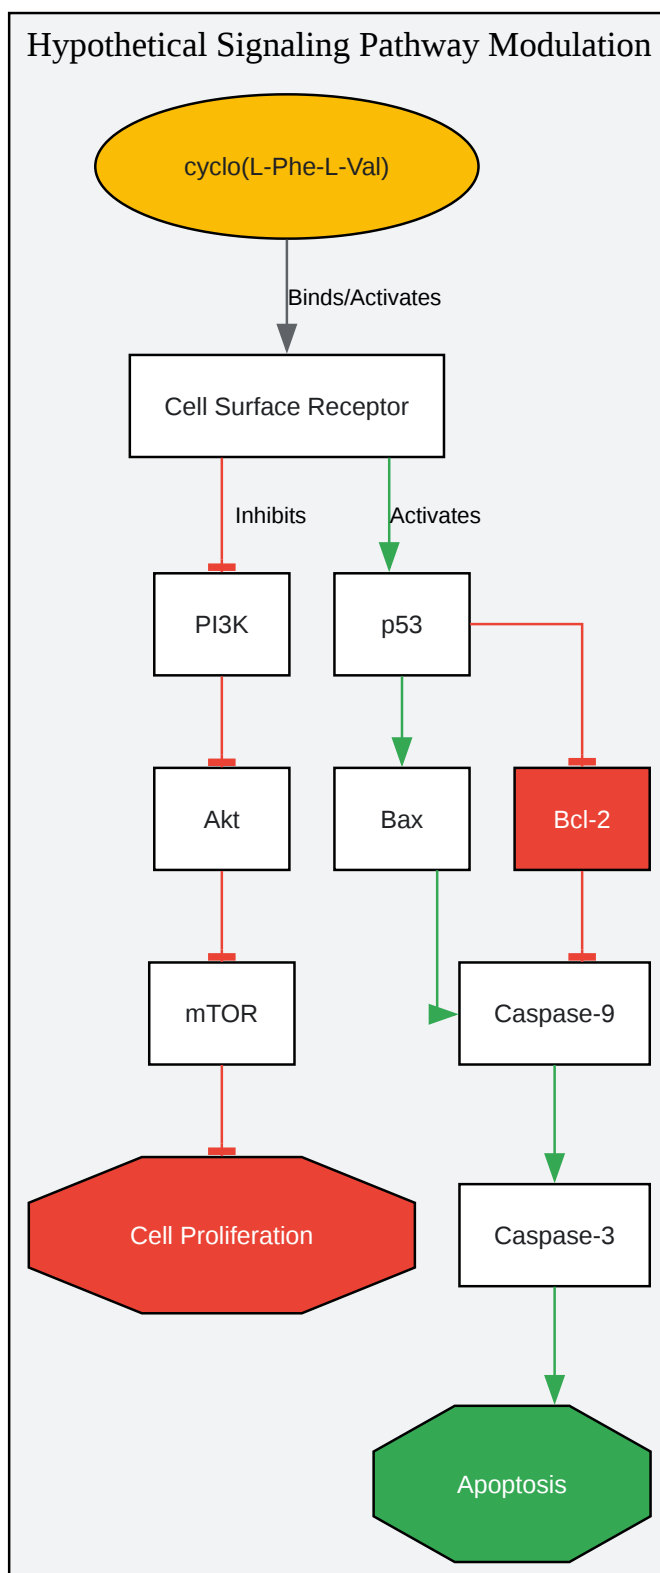 Hypothetical Signaling Pathway Modulation
cyclo(L-Phe-L-Val)
Binds/Activates
Cell Surface Receptor
Inhibits
Activates
PI3K
p53
Akt
Bax
Bcl-2
mTOR
Caspase-9
Cell Proliferation
Caspase-3
Apoptosis